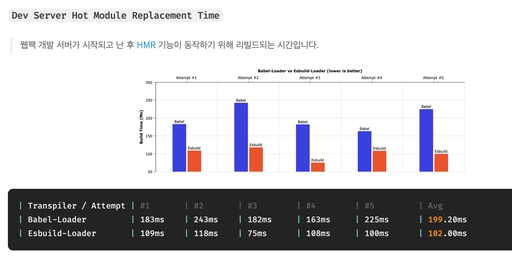 Dev Server Hot Module Replacement Time
웹팩 개발 서버가 시작되고 난 후 HMR 기능이 동작하기 위해 리빌드되는 시간입니다.
Babel-Loader vs Esbuild-Loader (lower is better)
Attempt #1 Attempt #2 Attempt #3 Attempt #4 Attempt #5
Build Time (Ms)
300
250
200
150
100
50
Babel Esbuild Babel Esbuild Babel Esbuild Babel Esbuild Babel Esbuild
| Transpiler / Attempt | #1 | #2 | #3 | #4 | #5 | Avg
| Babel-Loader | 183ms | 243ms | 182ms | 163ms | 225ms | 199.20ms
| Esbuild-Loader | 109ms | 118ms | 75ms | 108ms | 100ms | 102.00ms